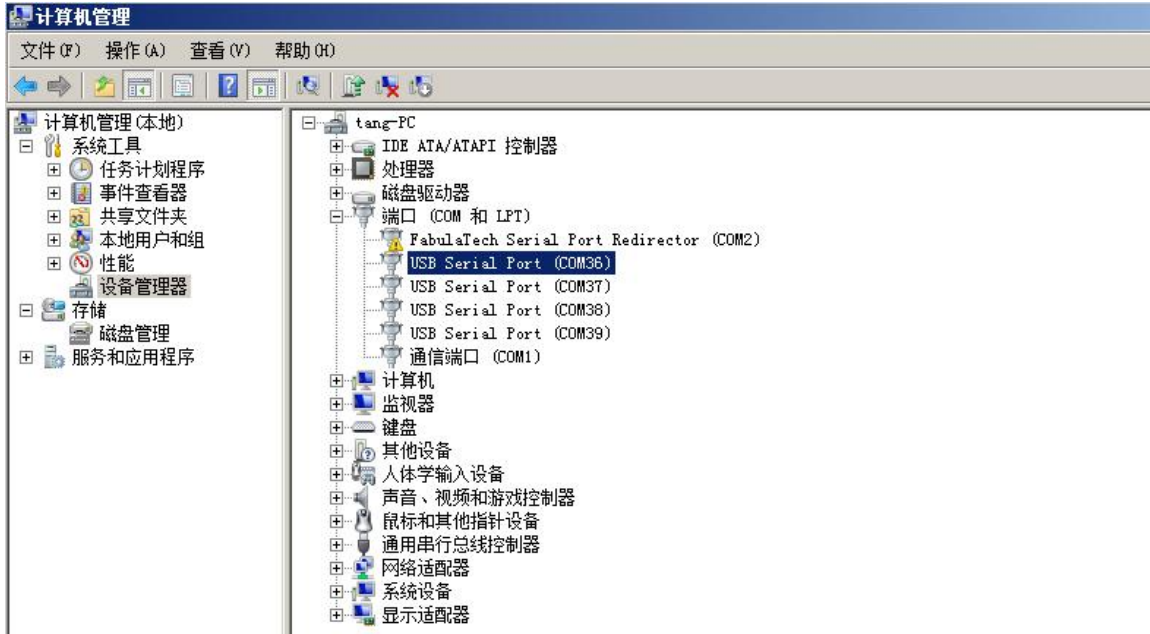 计算机管理
文件(F) 操作(A) 查看(V) 帮助(H)
计算机管理(本地)
系统工具
任务计划程序
事件查看器
共享文件夹
本地用户和组
性能
设备管理器
存储
磁盘管理
服务和应用程序
tang-PC
IDE ATA/ATAPI 控制器
处理器
磁盘驱动器
端口 (COM 和 LPT)
FabulaTech Serial Port Redirector (COM2)
USB Serial Port (COM36)
USB Serial Port (COM37)
USB Serial Port (COM38)
USB Serial Port (COM39)
通信端口 (COM1)
计算机
监视器
键盘
其他设备
人体学输入设备
声音、视频和游戏控制器
鼠标和其他指针设备
通用串行总线控制器
网络适配器
系统设备
显示适配器